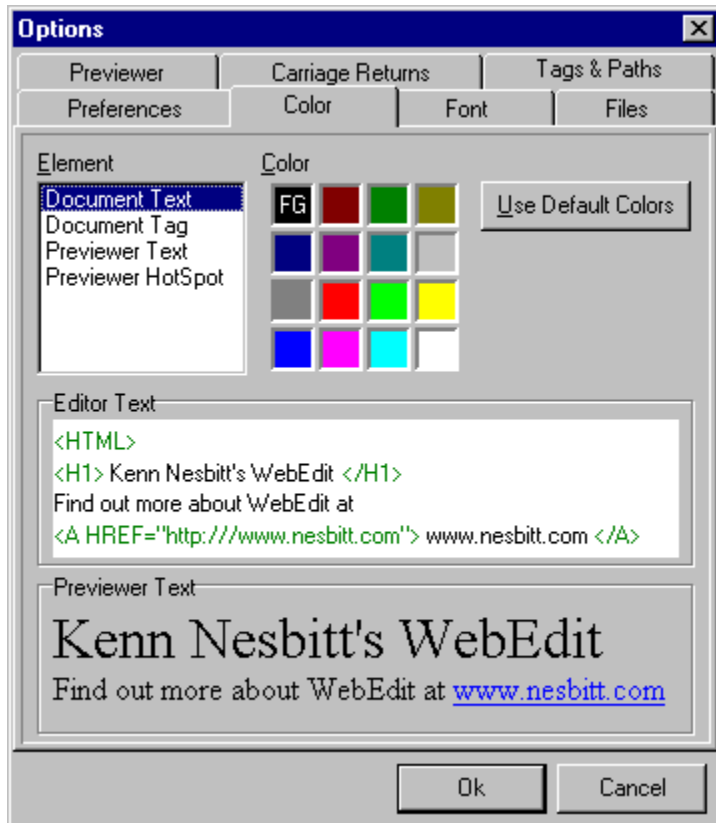 Options
Previewer Carriage Returns Tags & Paths
Preferences Color Font Files
Element Color
Document Text
Document Tag
Previewer Text
Previewer HotSpot
FG
Use Default Colors
Editor Text
<HTML>
<H1> Kenn Nesbitt's WebEdit </H1>
Find out more about WebEdit at
<A HREF="http:///www.nesbitt.com"> www.nesbitt.com </A>
Previewer Text
Kenn Nesbitt's WebEdit
Find out more about WebEdit at www.nesbitt.com
Ok Cancel